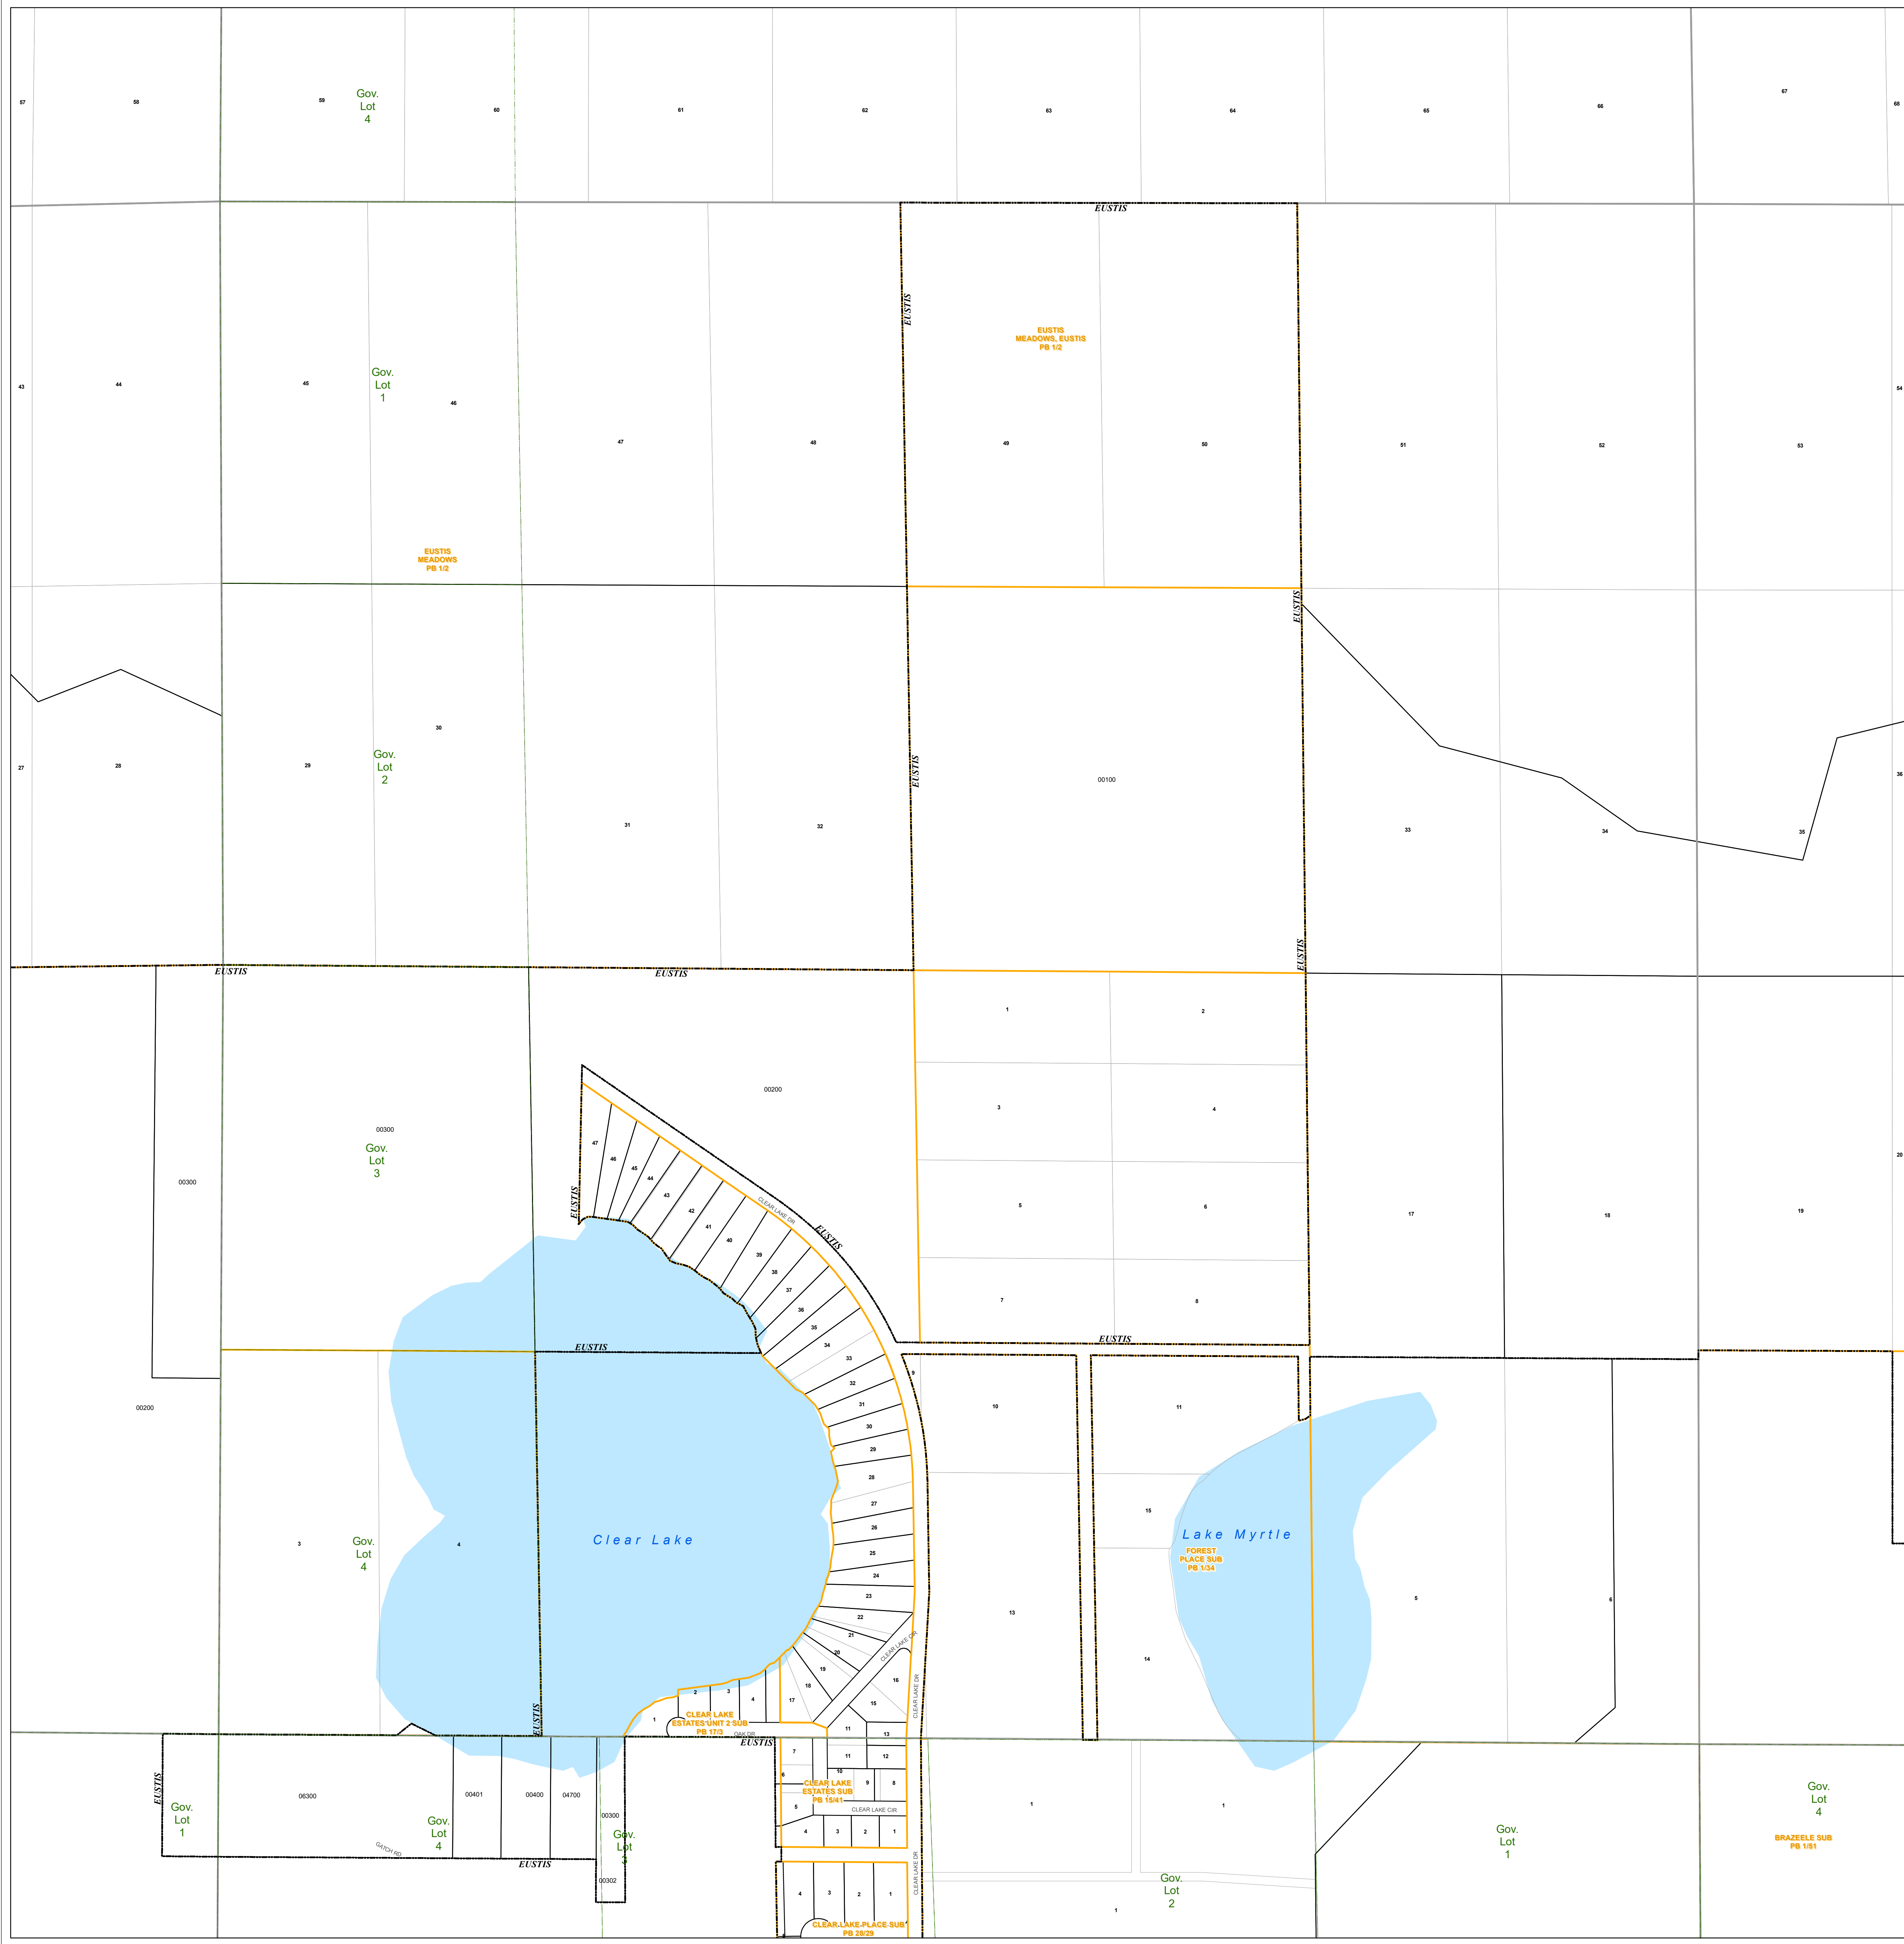 57
58
59
Gov.
Lot
4
60
61
62
63
64
65
66
67
68
EUSTIS
43
44
45
Gov.
Lot
1
46
47
48
EUSTIS
EUSTIS
MEADOWS, EUSTIS
PB 1/2
49
50
51
52
53
54
EUSTIS
MEADOWS
PB 1/2
EUSTIS
27
28
29
30
Gov.
Lot
2
31
32
EUSTIS
00100
33
34
35
36
EUSTIS
EUSTIS
EUSTIS
1
2
3
4
5
6
7
8
00200
00300
00300
Gov.
Lot
3
17
18
19
20
EUSTIS
47
46
45
44
43
42
41
40
39
38
37
36
35
34
33
32
31
30
29
28
27
26
25
24
23
22
21
20
19
18
17
16
15
CLEAR LAKE DR
EUSTIS
EUSTIS
EUSTIS
9
10
11
00200
3
Gov.
Lot
4
4
Clear Lake
Lake Myrtle
FOREST
PLACE SUB
PB 1/34
15
13
14
5
6
CLEAR LAKE CIR
CLEAR LAKE DR
EUSTIS
1
2
3
4
CLEAR LAKE
ESTATES UNIT 2 SUB
PB 17/3
OAK DR
EUSTIS
11
13
7
11
12
6
10
9
8
CLEAR LAKE
ESTATES SUB
PB 15/41
5
CLEAR LAKE CIR
4
3
2
1
EUSTIS
Gov.
Lot
1
06300
Gov.
Lot
4
00401
00400
04700
00300
Gov.
Lot
3
GATCH RD
EUSTIS
00302
4
3
2
1
CLEAR LAKE DR
CLEAR LAKE PLACE SUB
PB 28/29
1
1
Gov.
Lot
2
1
Gov.
Lot
1
Gov.
Lot
4
BRAZEELE SUB
PB 1/51